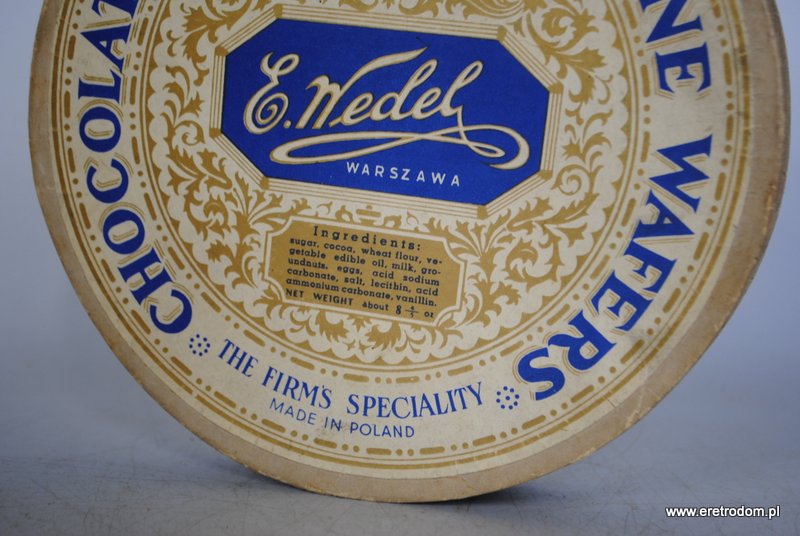 CHOCOLAT
NE WAFERS
E. Wedel
WARSZAWA
Ingredients:
sugar, cocoa, wheat flour, ve-
getable edible oil, milk, gro-
undnuts, eggs, acid sodium
carbonate, salt, lecithin, acid
ammonium carbonate, vanillin.
NET WEIGHT about 8 4/5 oz
THE FIRM'S SPECIALITY
MADE IN POLAND
www.eretrodom.pl